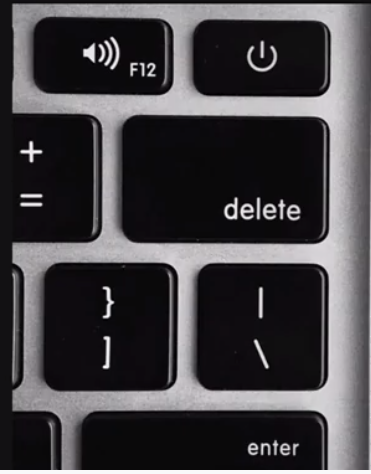 F12
+
=
delete
}
]
|
\
enter